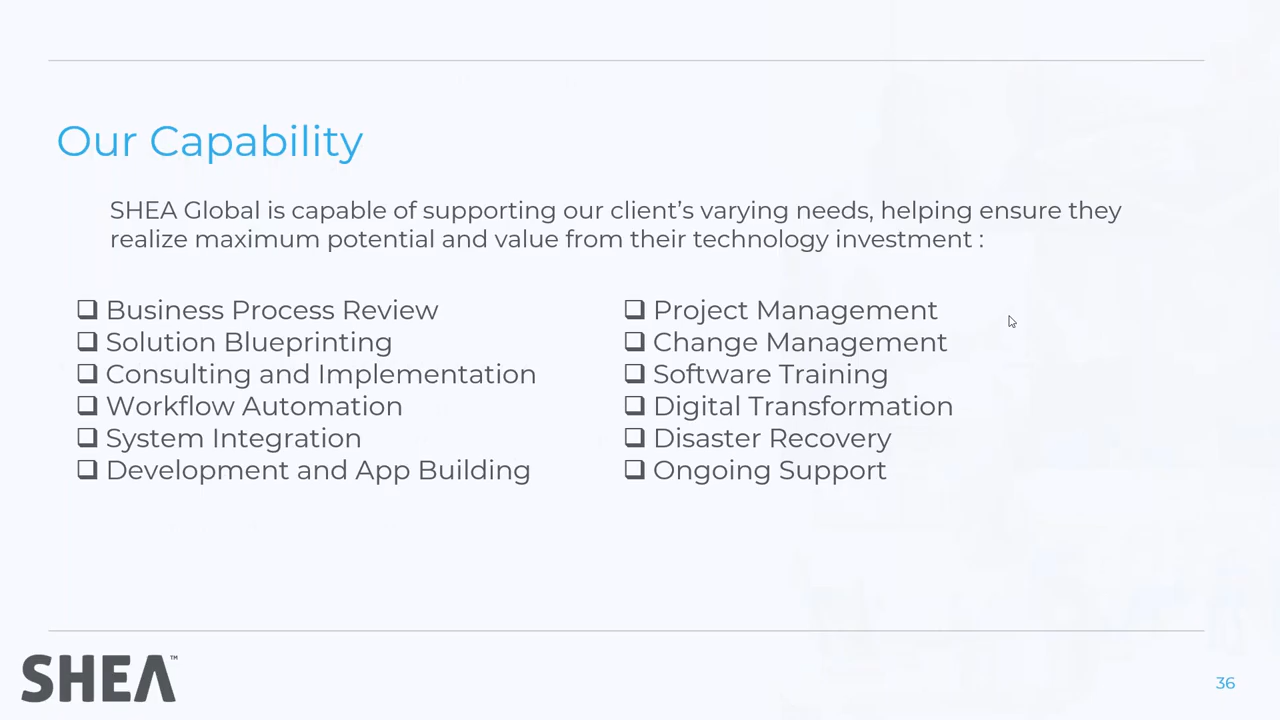 Our Capability
SHEA Global is capable of supporting our client’s varying needs, helping ensure they
realize maximum potential and value from their technology investment :
❑ Business Process Review
❑ Solution Blueprinting
❑ Consulting and Implementation
❑ Workflow Automation
❑ System Integration
❑ Development and App Building
❑ Project Management
❑ Change Management
❑ Software Training
❑ Digital Transformation
❑ Disaster Recovery
❑ Ongoing Support
SHEA™
36